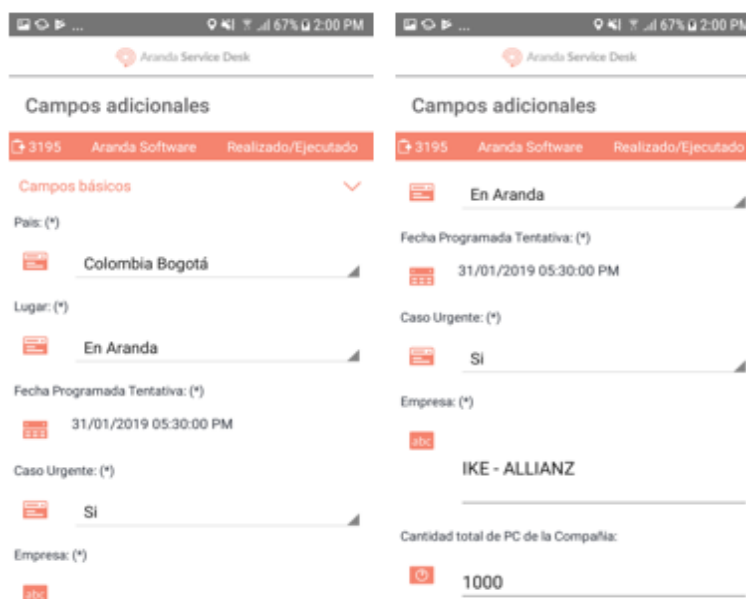 ... 67% 2:00 PM
Aranda Service Desk
Campos adicionales
3195 Aranda Software Realizado/Ejecutado
Campos básicos
Pais: (*)
Colombia Bogotá
Lugar: (*)
En Aranda
Fecha Programada Tentativa: (*)
31/01/2019 05:30:00 PM
Caso Urgente: (*)
Si
Empresa: (*)
abc
... 67% 2:00 PM
Aranda Service Desk
Campos adicionales
3195 Aranda Software Realizado/Ejecutado
En Aranda
Fecha Programada Tentativa: (*)
31/01/2019 05:30:00 PM
Caso Urgente: (*)
Si
Empresa: (*)
abc
IKE - ALLIANZ
Cantidad total de PC de la Compañia:
1000